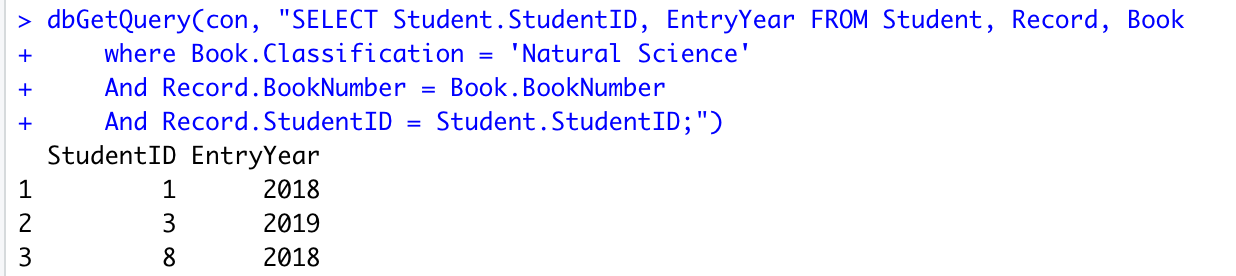 > dbGetQuery(con, "SELECT Student.StudentID, EntryYear FROM Student, Record, Book
+     where Book.Classification = 'Natural Science'
+     And Record.BookNumber = Book.BookNumber
+     And Record.StudentID = Student.StudentID;")
  StudentID EntryYear
1         1      2018
2         3      2019
3         8      2018